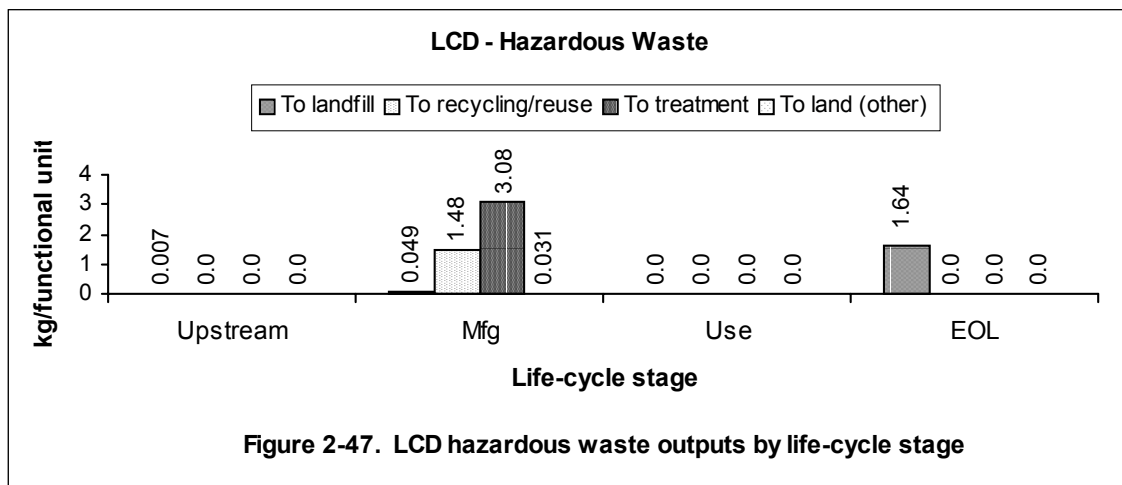 LCD - Hazardous Waste
To landfill To recycling/reuse To treatment To land (other)
kg/functional unit
4
3
2
1
0
0.007 0.0 0.0 0.0 0.049 1.48 3.08 0.031 0.0 0.0 0.0 0.0 1.64 0.0 0.0 0.0
Upstream Mfg Use EOL
Life-cycle stage
Figure 2-47. LCD hazardous waste outputs by life-cycle stage